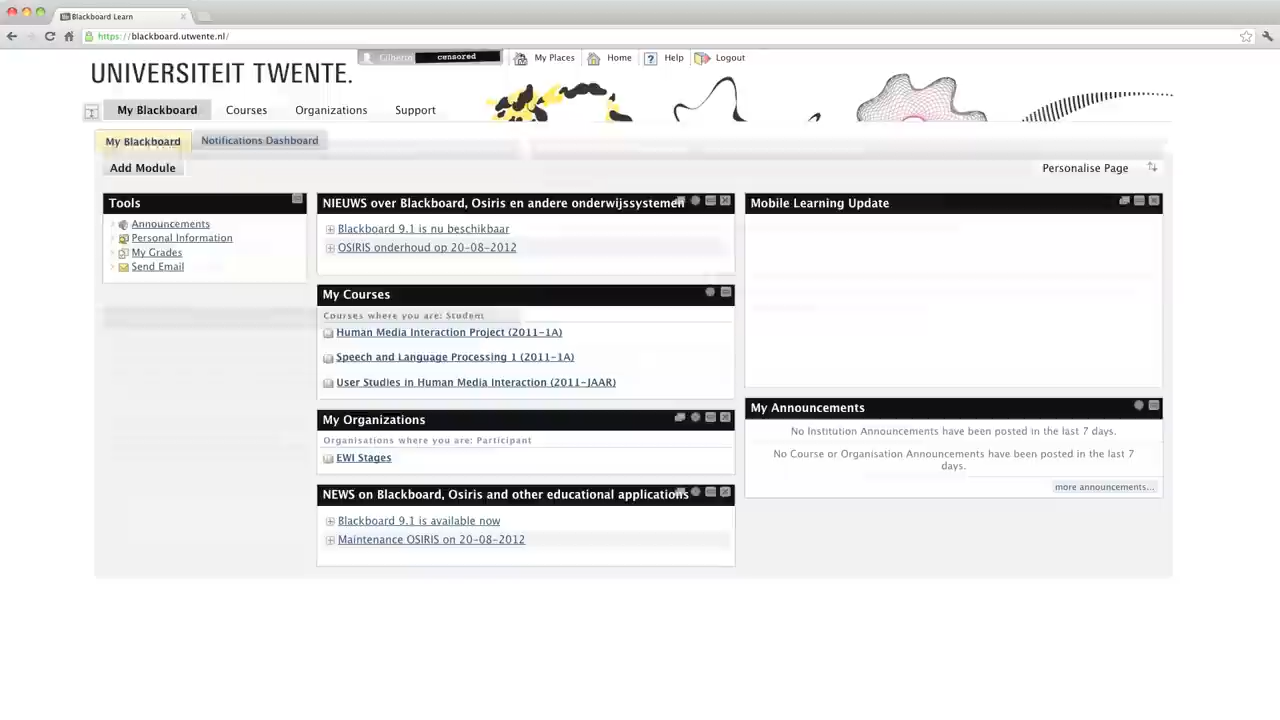 Blackboard Learn
https://blackboard.utwente.nl/
censored
My Places
Home
Help
Logout
UNIVERSITEIT TWENTE.
My Blackboard
Courses
Organizations
Support
My Blackboard
Notifications Dashboard
Add Module
Personalise Page
Tools
Announcements
Personal Information
My Grades
Send Email
NIEUWS over Blackboard, Osiris en andere onderwijssystemen
Blackboard 9.1 is nu beschikbaar
OSIRIS onderhoud op 20-08-2012
My Courses
Courses where you are: Student
Human Media Interaction Project (2011-1A)
Speech and Language Processing 1 (2011-1A)
User Studies in Human Media Interaction (2011-JAAR)
My Organizations
Organisations where you are: Participant
EWI Stages
NEWS on Blackboard, Osiris and other educational applications
Blackboard 9.1 is available now
Maintenance OSIRIS on 20-08-2012
Mobile Learning Update
My Announcements
No Institution Announcements have been posted in the last 7 days.
No Course or Organisation Announcements have been posted in the last 7
days.
more announcements...